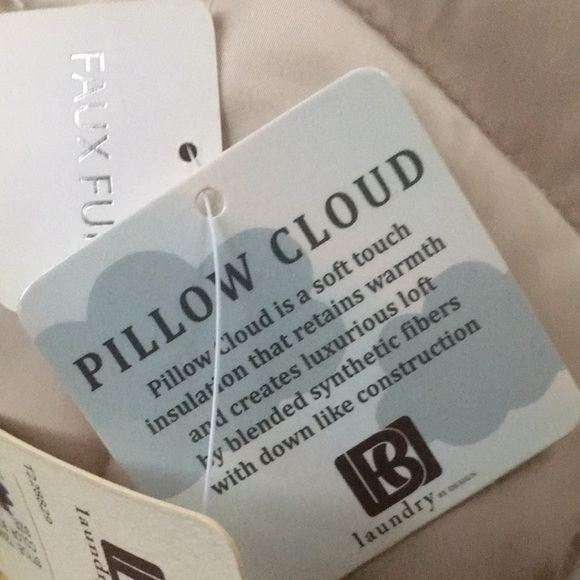 FAUX FU
PILLOW CLOUD
Pillow Cloud is a soft touch
insulation that retains warmth
and creates luxurious loft
by blended synthetic fibers
with down like construction
laundry BY DESIGN
laundr